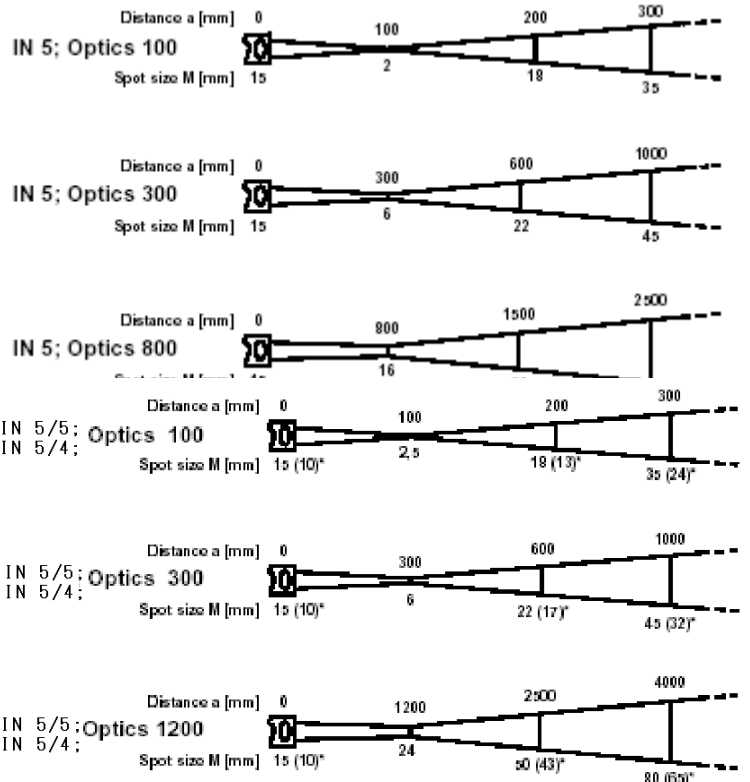 Distance a [mm] 0 100 200 300
IN 5; Optics 100
Spot size M [mm] 15 2 18 35
Distance a [mm] 0 300 600 1000
IN 5; Optics 300
Spot size M [mm] 15 6 22 45
Distance a [mm] 0 800 1500 2500
IN 5; Optics 800
16
Distance a [mm] 0 100 200 300
IN 5/5; Optics 100
IN 5/4;
Spot size M [mm] 15 (10)* 2,5 18 (13)* 35 (24)*
Distance a [mm] 0 300 600 1000
IN 5/5; Optics 300
IN 5/4;
Spot size M [mm] 15 (10)* 6 22 (17)* 45 (32)*
Distance a [mm] 0 1200 2500 4000
IN 5/5; Optics 1200
IN 5/4;
Spot size M [mm] 15 (10)* 24 50 (43)* 80 (65)*